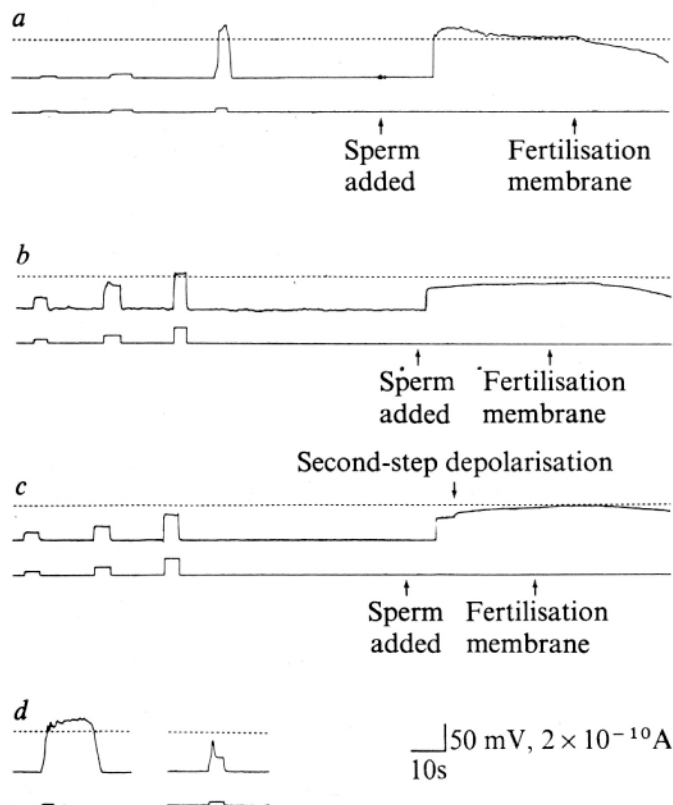 a
Sperm Fertilisation
added membrane
b
Sperm Fertilisation
added membrane
Second-step depolarisation
c
Sperm Fertilisation
added membrane
d
50 mV, 2 × 10⁻¹⁰A
10s